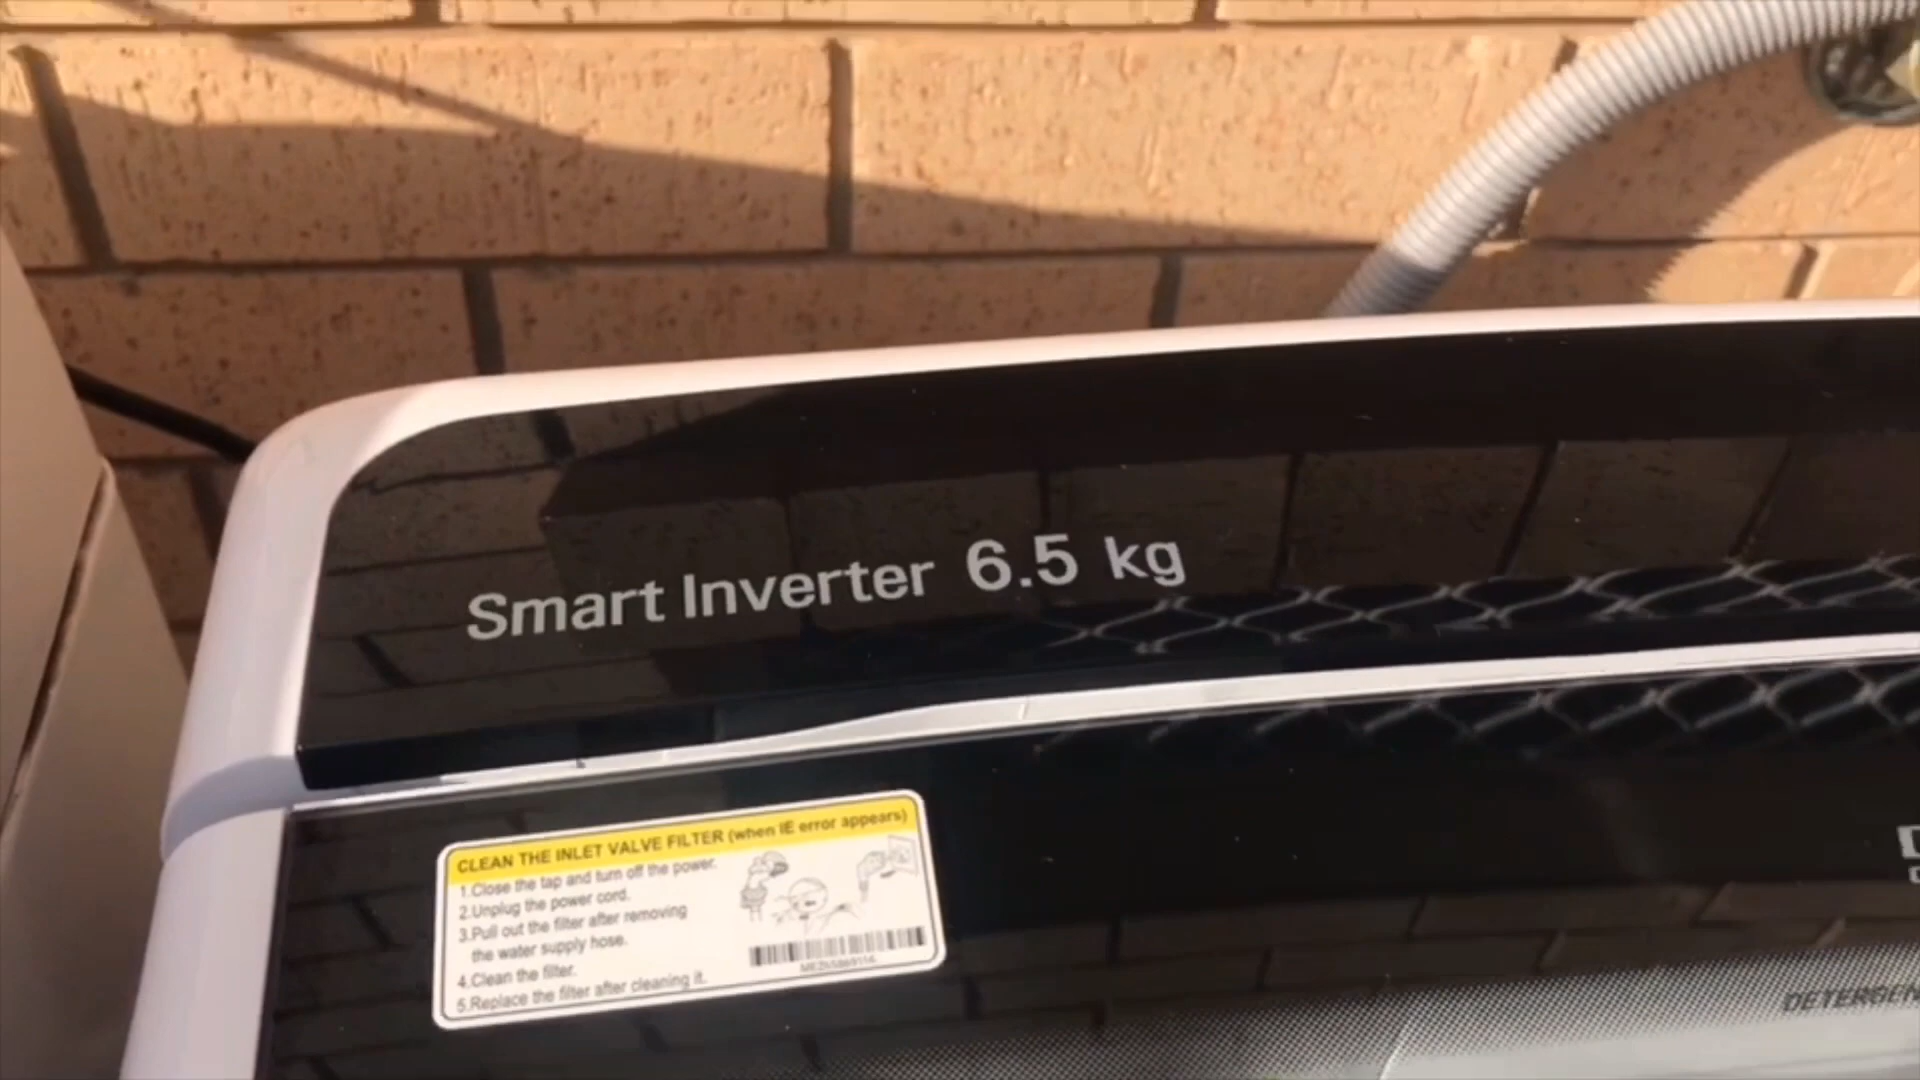 Smart Inverter 6.5 kg
CLEAN THE INLET VALVE FILTER (when IE error appears)
1.Close the tap and turn off the power.
2.Unplug the power cord.
3.Pull out the filter after removing
the water supply hose.
4.Clean the filter.
5.Replace the filter after cleaning it.